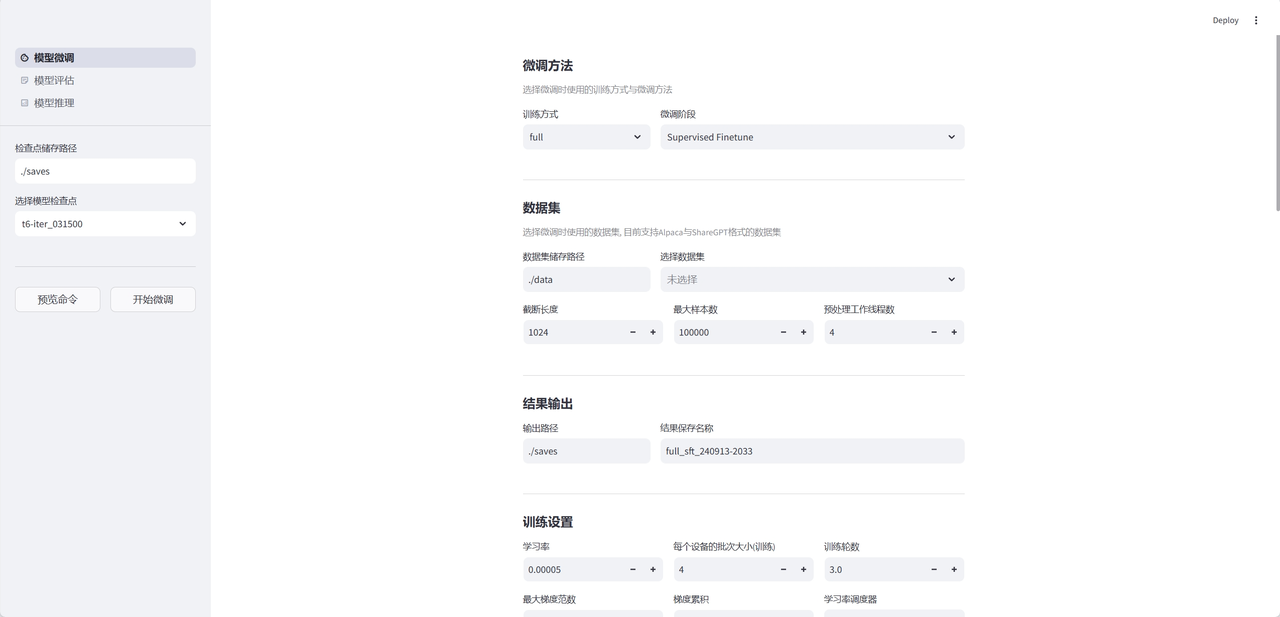 Deploy
模型微调
模型评估
模型推理
检查点储存路径
./saves
选择模型检查点
t6-iter_031500
预览命令 开始微调
微调方法
选择微调时使用的训练方式与微调方法
训练方式 微调阶段
full Supervised Finetune
数据集
选择微调时使用的数据集, 目前支持Alpaca与ShareGPT格式的数据集
数据集储存路径 选择数据集
./data 未选择
截断长度 最大样本数 预处理工作线程数
1024 − + 100000 − + 4 − +
结果输出
输出路径 结果保存名称
./saves full_sft_240913-2033
训练设置
学习率 每个设备的批次大小(训练) 训练轮数
0.00005 − + 4 − + 3.0 − +
最大梯度范数 梯度累积 学习率调度器